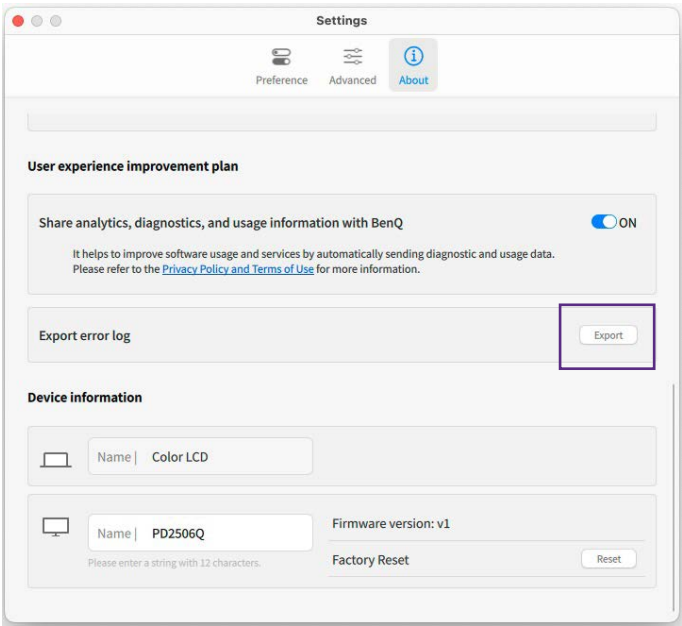 Settings
Preference
Advanced
About
User experience improvement plan
Share analytics, diagnostics, and usage information with BenQ
ON
It helps to improve software usage and services by automatically sending diagnostic and usage data.
Please refer to the Privacy Policy and Terms of Use for more information.
Export error log
Export
Device information
Name | Color LCD
Name | PD2506Q
Please enter a string with 12 characters.
Firmware version: v1
Factory Reset
Reset